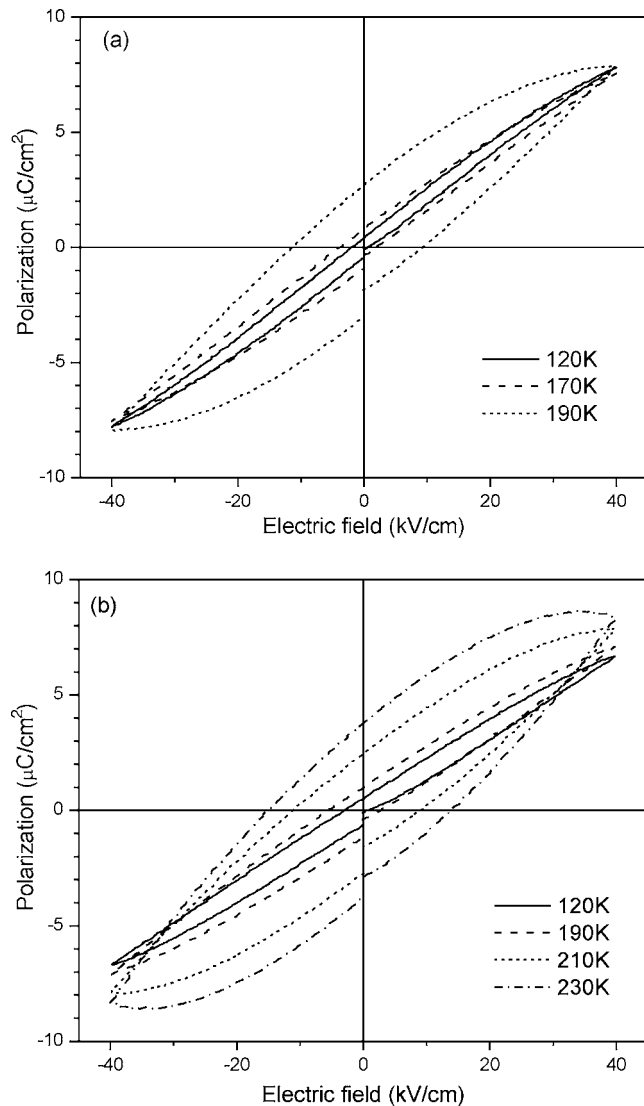 (a)
10
5
0
-5
-10
Polarization (μC/cm²)
-40
-20
0
20
40
Electric field (kV/cm)
120K
170K
190K
(b)
10
5
0
-5
-10
Polarization (μC/cm²)
-40
-20
0
20
40
Electric field (kV/cm)
120K
190K
210K
230K